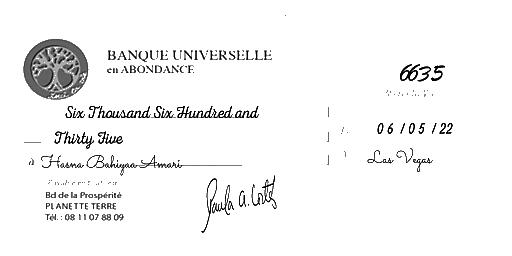 BANQUE UNIVERSELLE
en ABONDANCE
6635
Six Thousand Six Hundred and
Thirty Five
06/05/22
à Hasna Bahiyaa Amari
Las Vegas
Bd de la Prospérité
PLANETTE TERRE
Tél. : 08 11 07 88 09
Paula A. Cortez